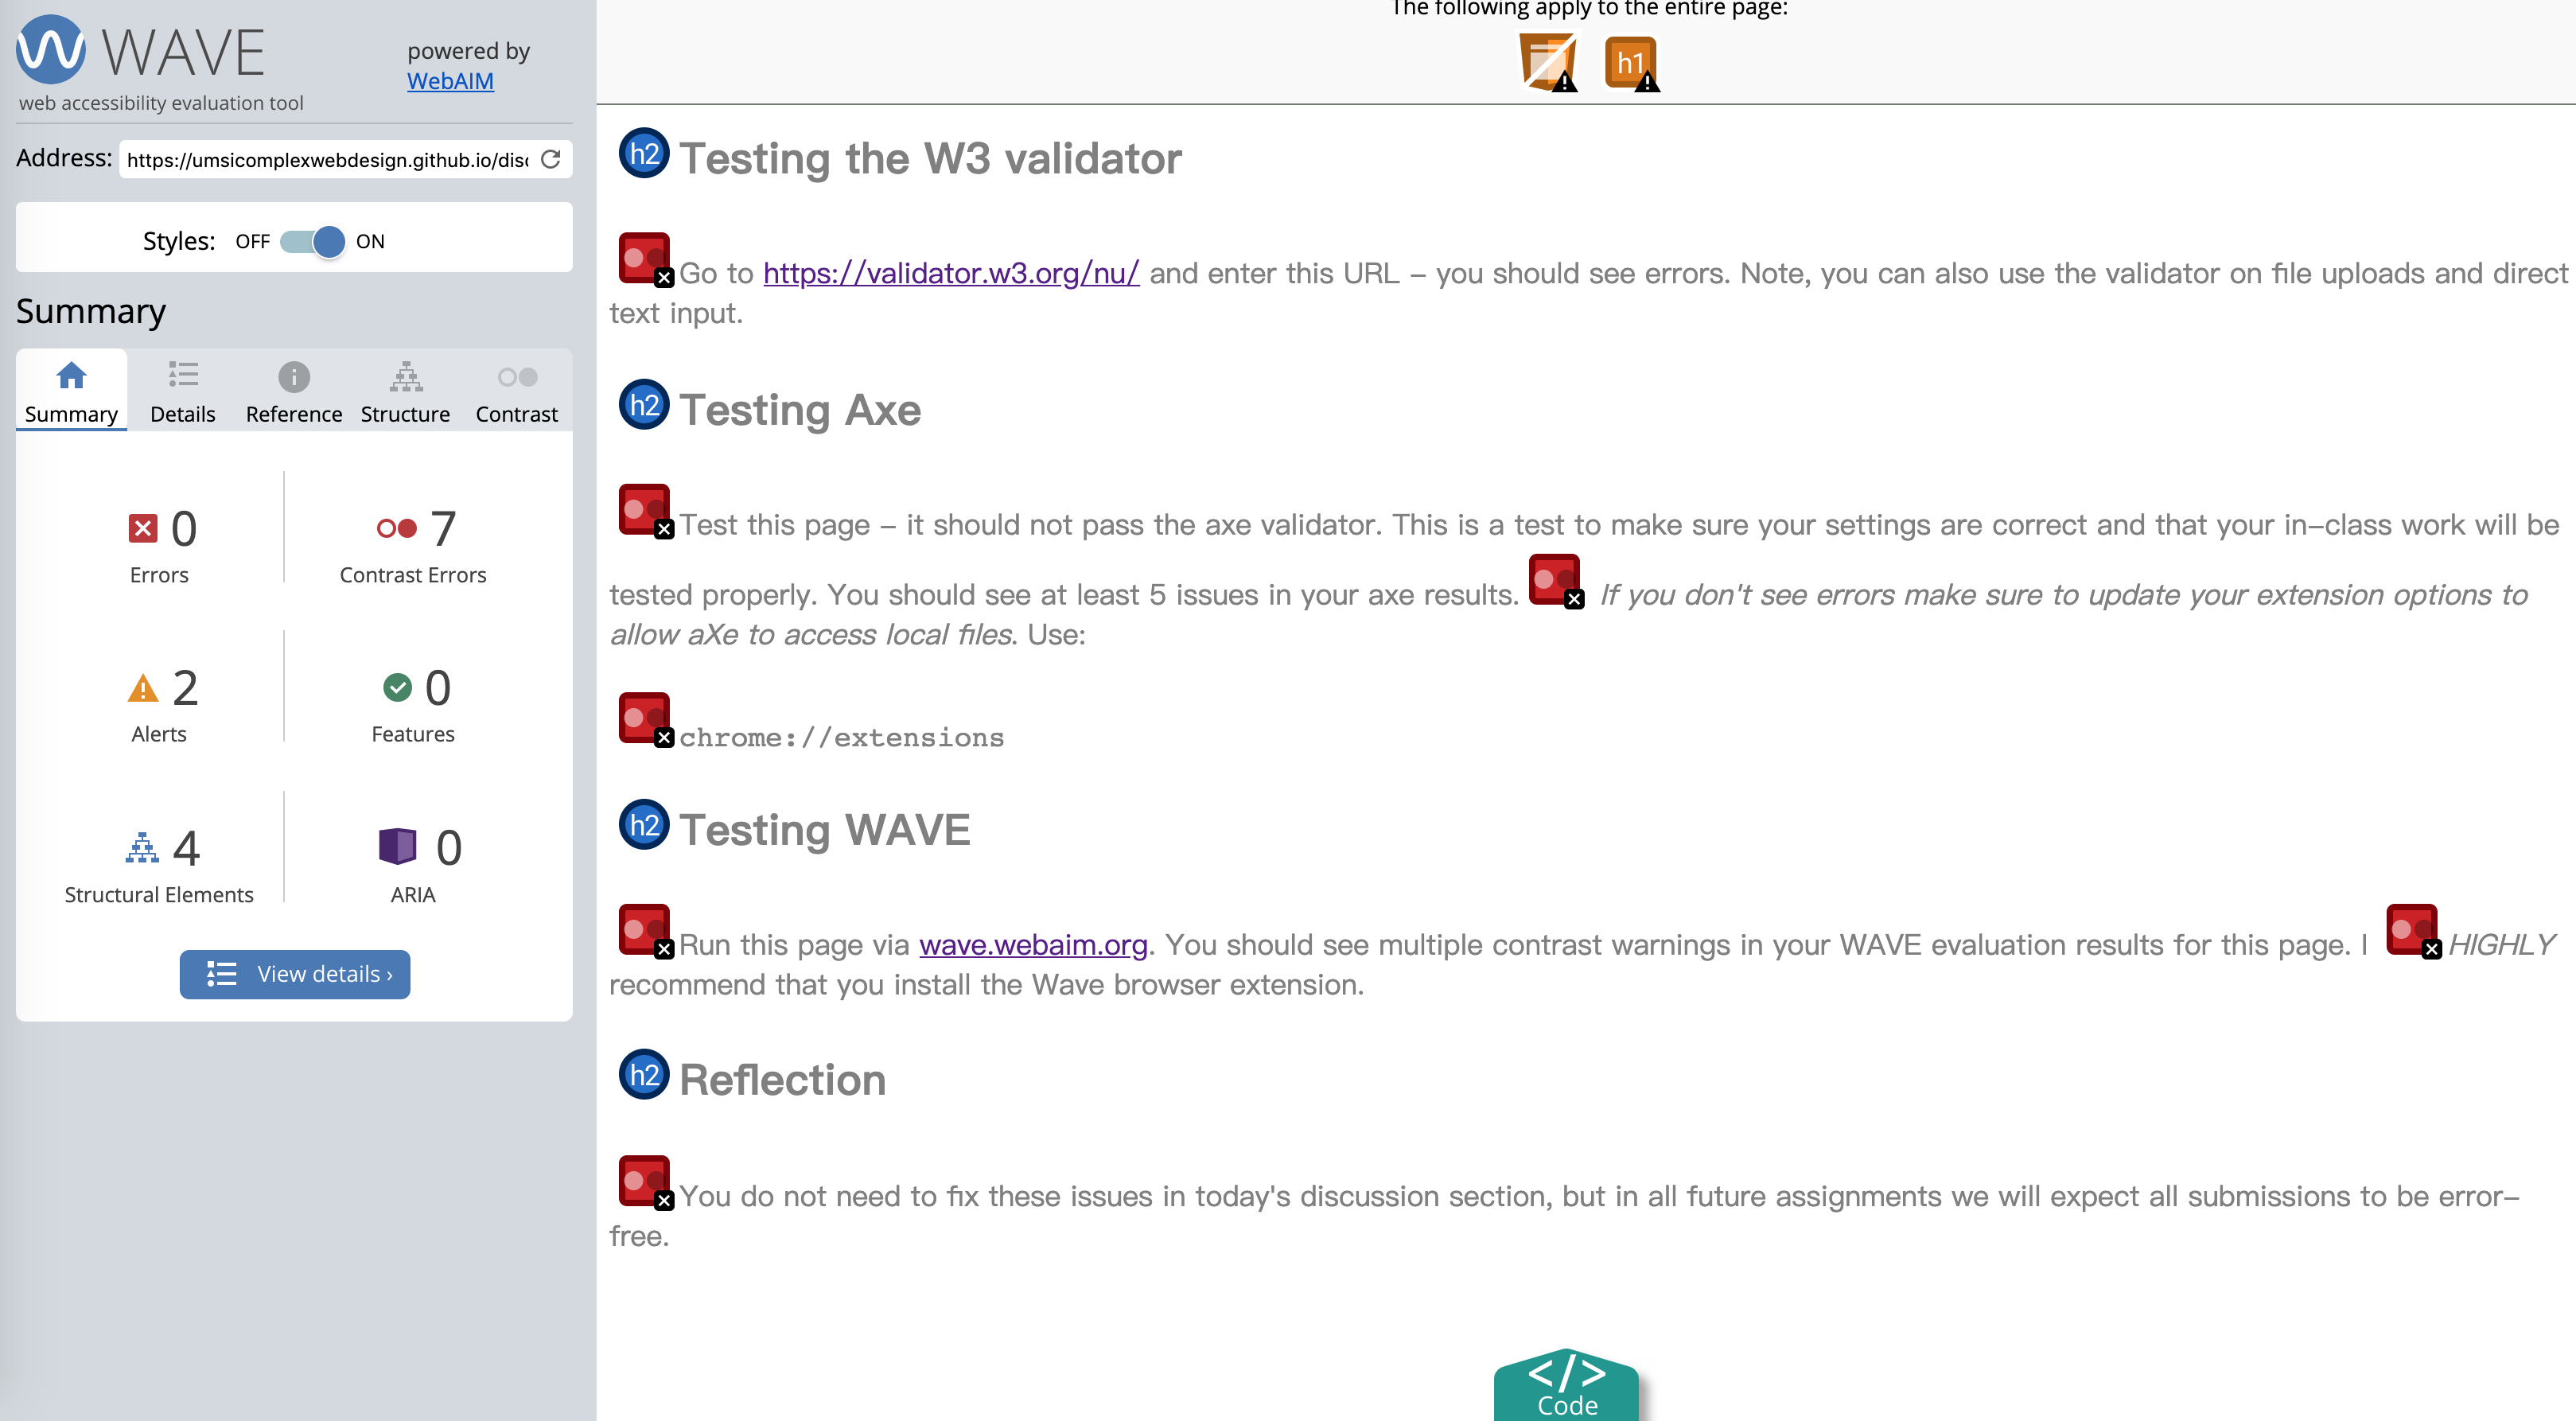 WAVE
powered by
WebAIM
web accessibility evaluation tool
Address: https://umsicomplexwebdesign.github.io/disc
Styles: OFF ON
Summary
Summary Details Reference Structure Contrast
0
Errors
7
Contrast Errors
2
Alerts
0
Features
4
Structural Elements
0
ARIA
View details ›
The following apply to the entire page:
h1
h2 Testing the W3 validator
Go to https://validator.w3.org/nu/ and enter this URL - you should see errors. Note, you can also use the validator on file uploads and direct
text input.
h2 Testing Axe
Test this page - it should not pass the axe validator. This is a test to make sure your settings are correct and that your in-class work will be
tested properly. You should see at least 5 issues in your axe results. If you don't see errors make sure to update your extension options to
allow aXe to access local files. Use:
chrome://extensions
h2 Testing WAVE
Run this page via wave.webaim.org. You should see multiple contrast warnings in your WAVE evaluation results for this page. I HIGHLY
recommend that you install the Wave browser extension.
h2 Reflection
You do not need to fix these issues in today's discussion section, but in all future assignments we will expect all submissions to be error-
free.
</>
Code